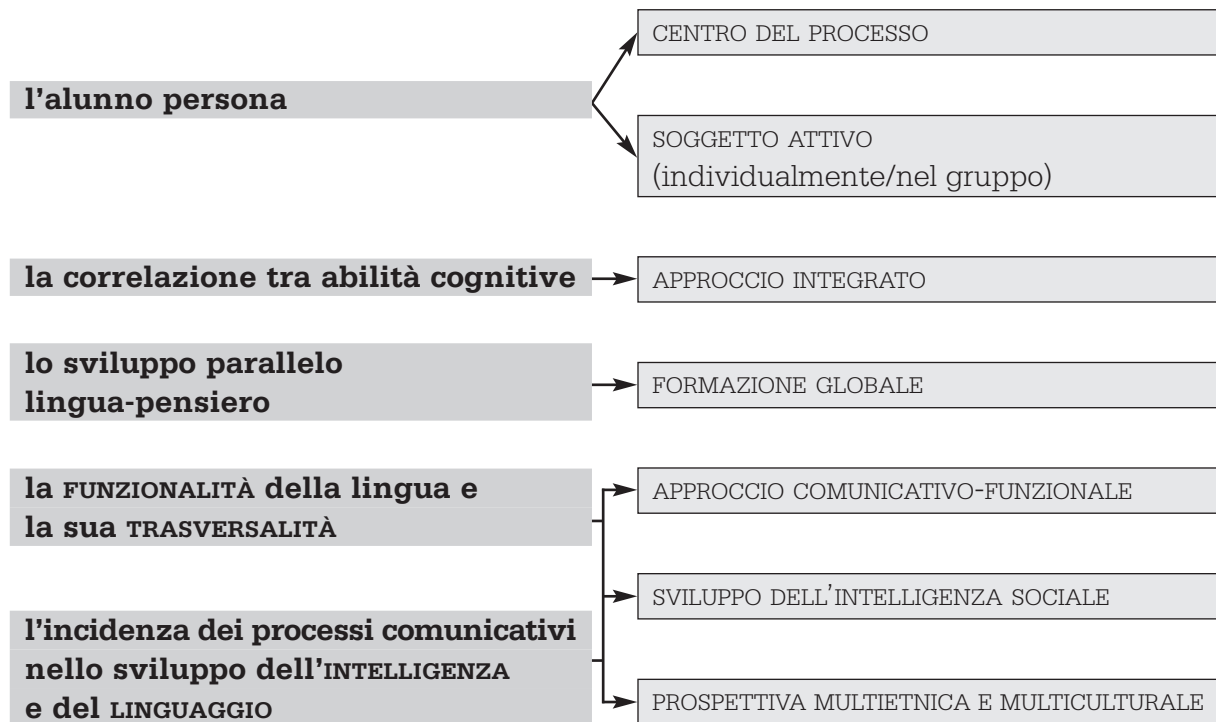 CENTRO DEL PROCESSO
l’alunno persona
SOGGETTO ATTIVO
(individualmente/nel gruppo)
la correlazione tra abilità cognitive
APPROCCIO INTEGRATO
lo sviluppo parallelo
lingua-pensiero
FORMAZIONE GLOBALE
la FUNZIONALITÀ della lingua e
la sua TRASVERSALITÀ
APPROCCIO COMUNICATIVO-FUNZIONALE
SVILUPPO DELL’INTELLIGENZA SOCIALE
l’incidenza dei processi comunicativi
nello sviluppo dell’INTELLIGENZA
e del LINGUAGGIO
PROSPETTIVA MULTIETNICA E MULTICULTURALE